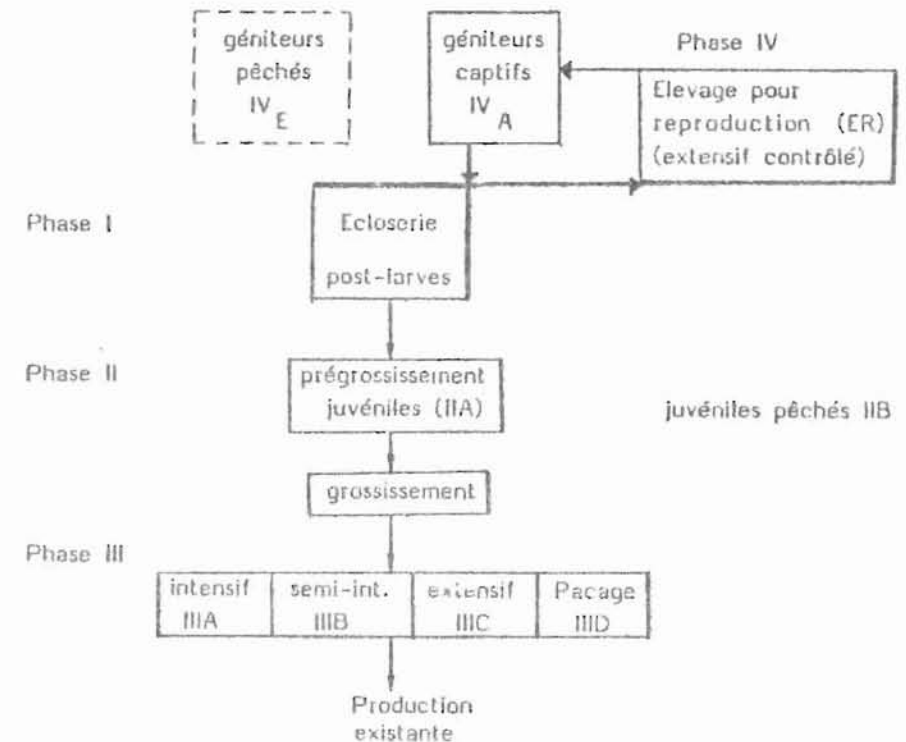 géniteurs
pêchés
IV E
géniteurs
captifs
IV A
Phase IV
Elevage pour
reproduction (ER)
(extensif contrôlé)
Phase I
Ecloserie
post-larves
Phase II
prégrossissement
juvéniles (IIA)
juvéniles pêchés IIB
grossissement
Phase III
intensif
IIIA
semi-int.
IIIB
extensif
IIIC
Pacage
IIID
Production
existante